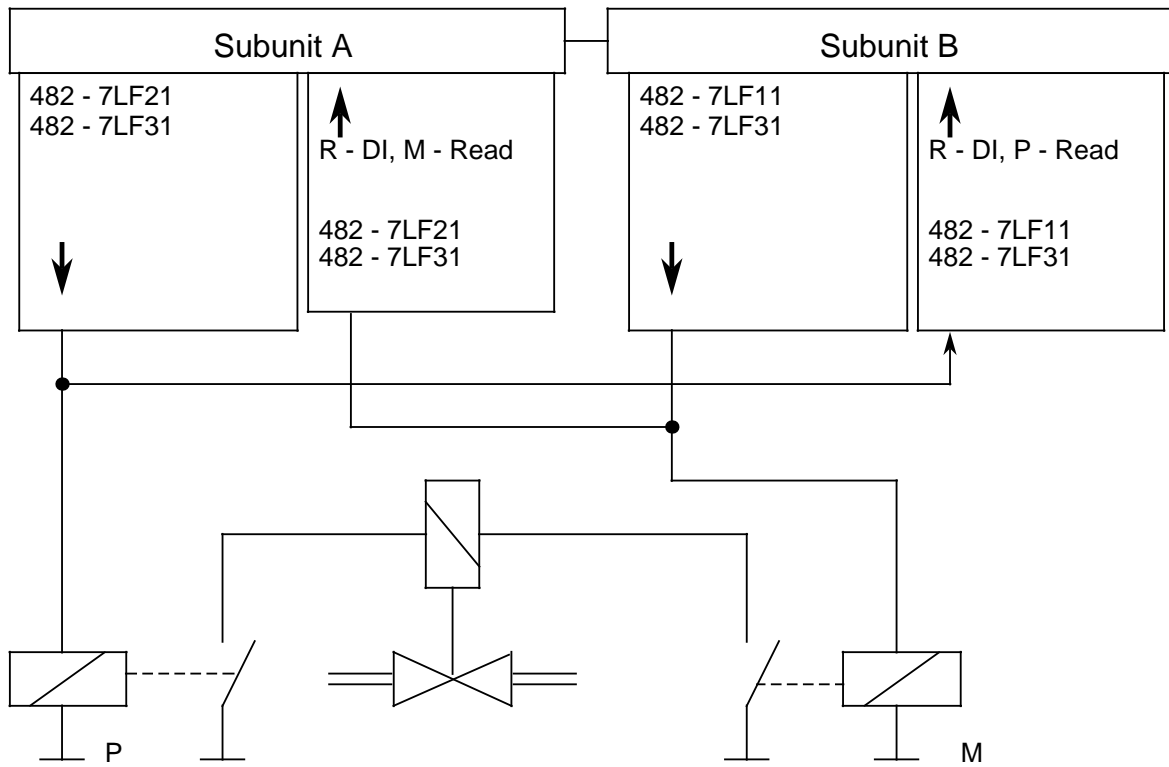 Subunit A
Subunit B
482 - 7LF21
482 - 7LF31
R - DI, M - Read
482 - 7LF21
482 - 7LF31
482 - 7LF11
482 - 7LF31
R - DI, P - Read
482 - 7LF11
482 - 7LF31
P
M